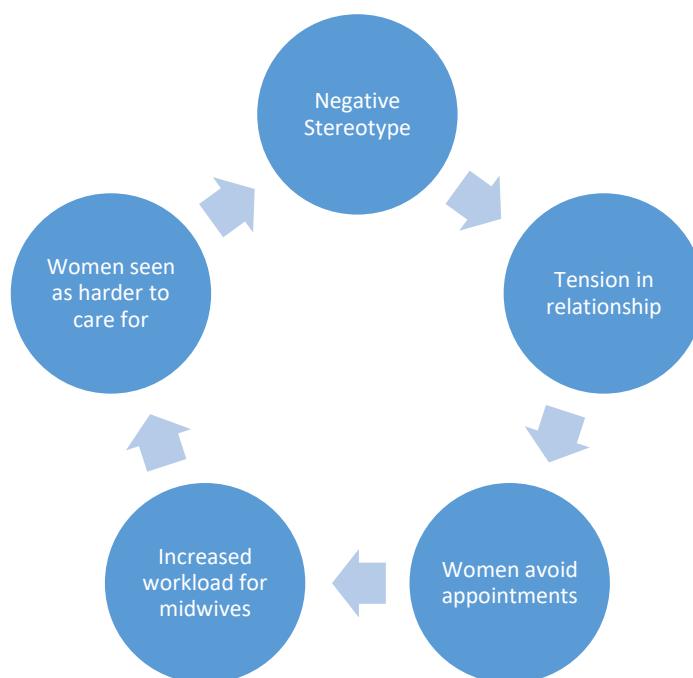 Negative
Stereotype
Tension in
relationship
Women avoid
appointments
Increased
workload for
midwives
Women seen
as harder to
care for